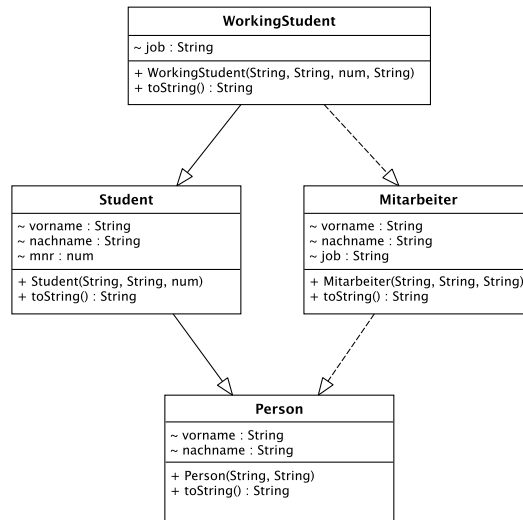 WorkingStudent
~ job : String
+ WorkingStudent(String, String, num, String)
+ toString() : String
Student
~ vorname : String
~ nachname : String
~ mnr : num
+ Student(String, String, num)
+ toString() : String
Mitarbeiter
~ vorname : String
~ nachname : String
~ job : String
+ Mitarbeiter(String, String, String)
+ toString() : String
Person
~ vorname : String
~ nachname : String
+ Person(String, String)
+ toString() : String